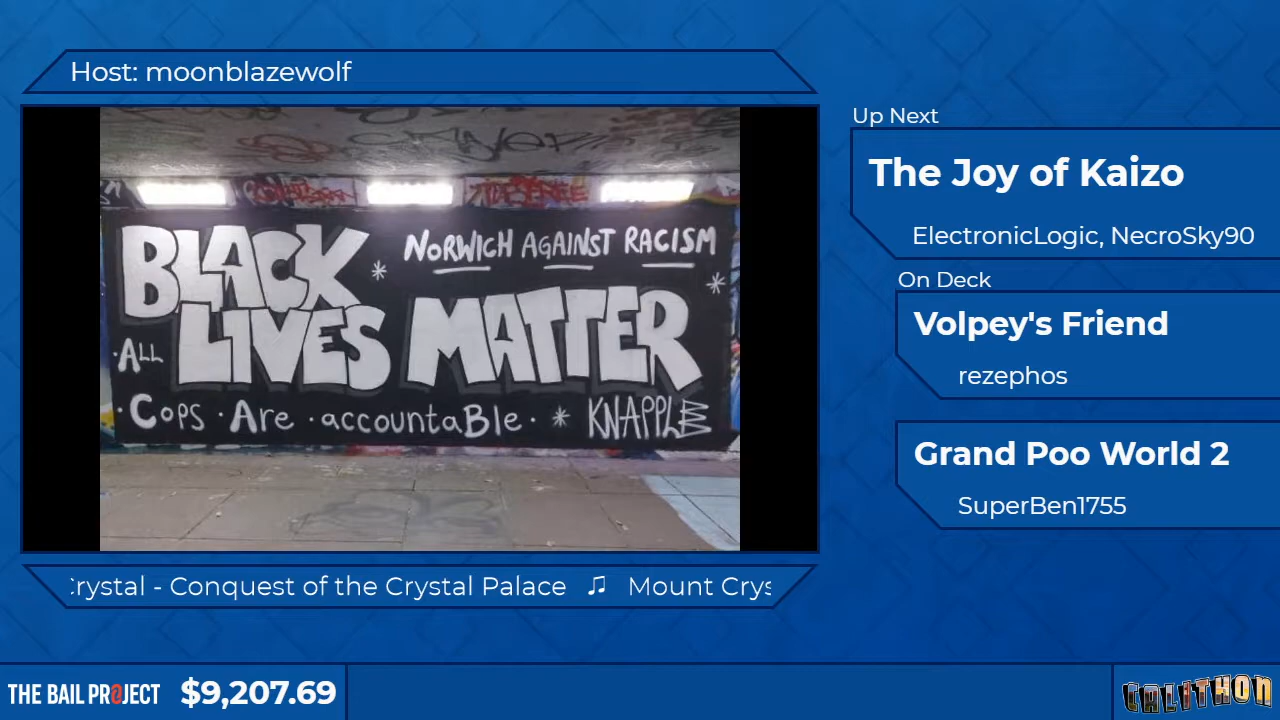 Host: moonblazewolf
BLACK
LIVES MATTER
NORWICH AGAINST RACISM
·ALL
·Cops ·Are ·accountaBle· * KNAPPLE
Crystal - Conquest of the Crystal Palace ♫ Mount Crys
Up Next
The Joy of Kaizo
ElectronicLogic, NecroSky90
On Deck
Volpey's Friend
rezephos
Grand Poo World 2
SuperBen1755
THE BAIL PROJECT $9,207.69
CALITHON